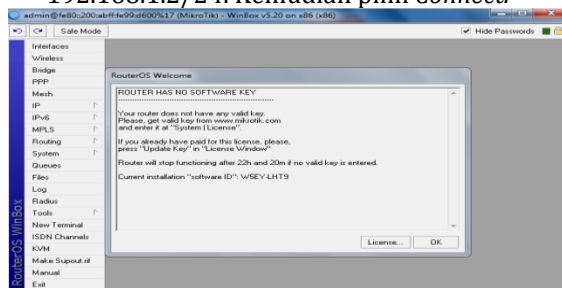 192.168.1.2/24. Kemudian pilih Connect.
admin@fe80::200:abff:fe99:d600%17 (MikroTik) - WinBox v5.20 on x86 (x86)
Safe Mode
Hide Passwords
Interfaces
Wireless
Bridge
PPP
Mesh
IP
IPv6
MPLS
Routing
System
Queues
Files
Log
Radius
Tools
New Terminal
ISDN Channels
KVM
Make Supout.rif
Manual
Exit
RouterOS WinBox
RouterOS Welcome
ROUTER HAS NO SOFTWARE KEY
----------------------------------------------------
Your router does not have any valid key.
Please, get valid key from www.mikrotik.com
and enter it at "System | License".
If you already have paid for this license, please,
press "Update Key" in "License Window"
Router will stop functioning after 22h and 20m if no valid key is entered.
Current installation "software ID": W5EY-LHT9
License...
OK